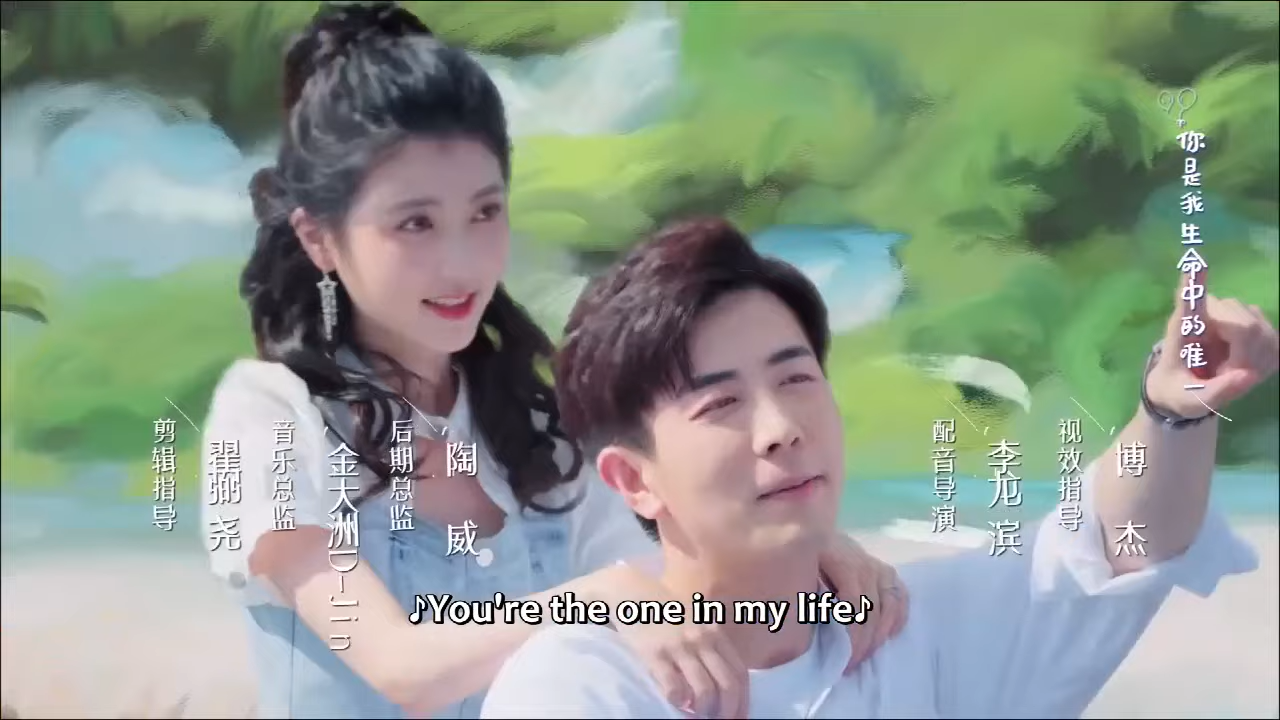 你是我生命中的唯一
剪辑指导
翟弼尧
音乐总监
金大洲D-Jin
后期总监
陶威
配音导演
李龙滨
视效指导
博杰
♪You're the one in my life♪